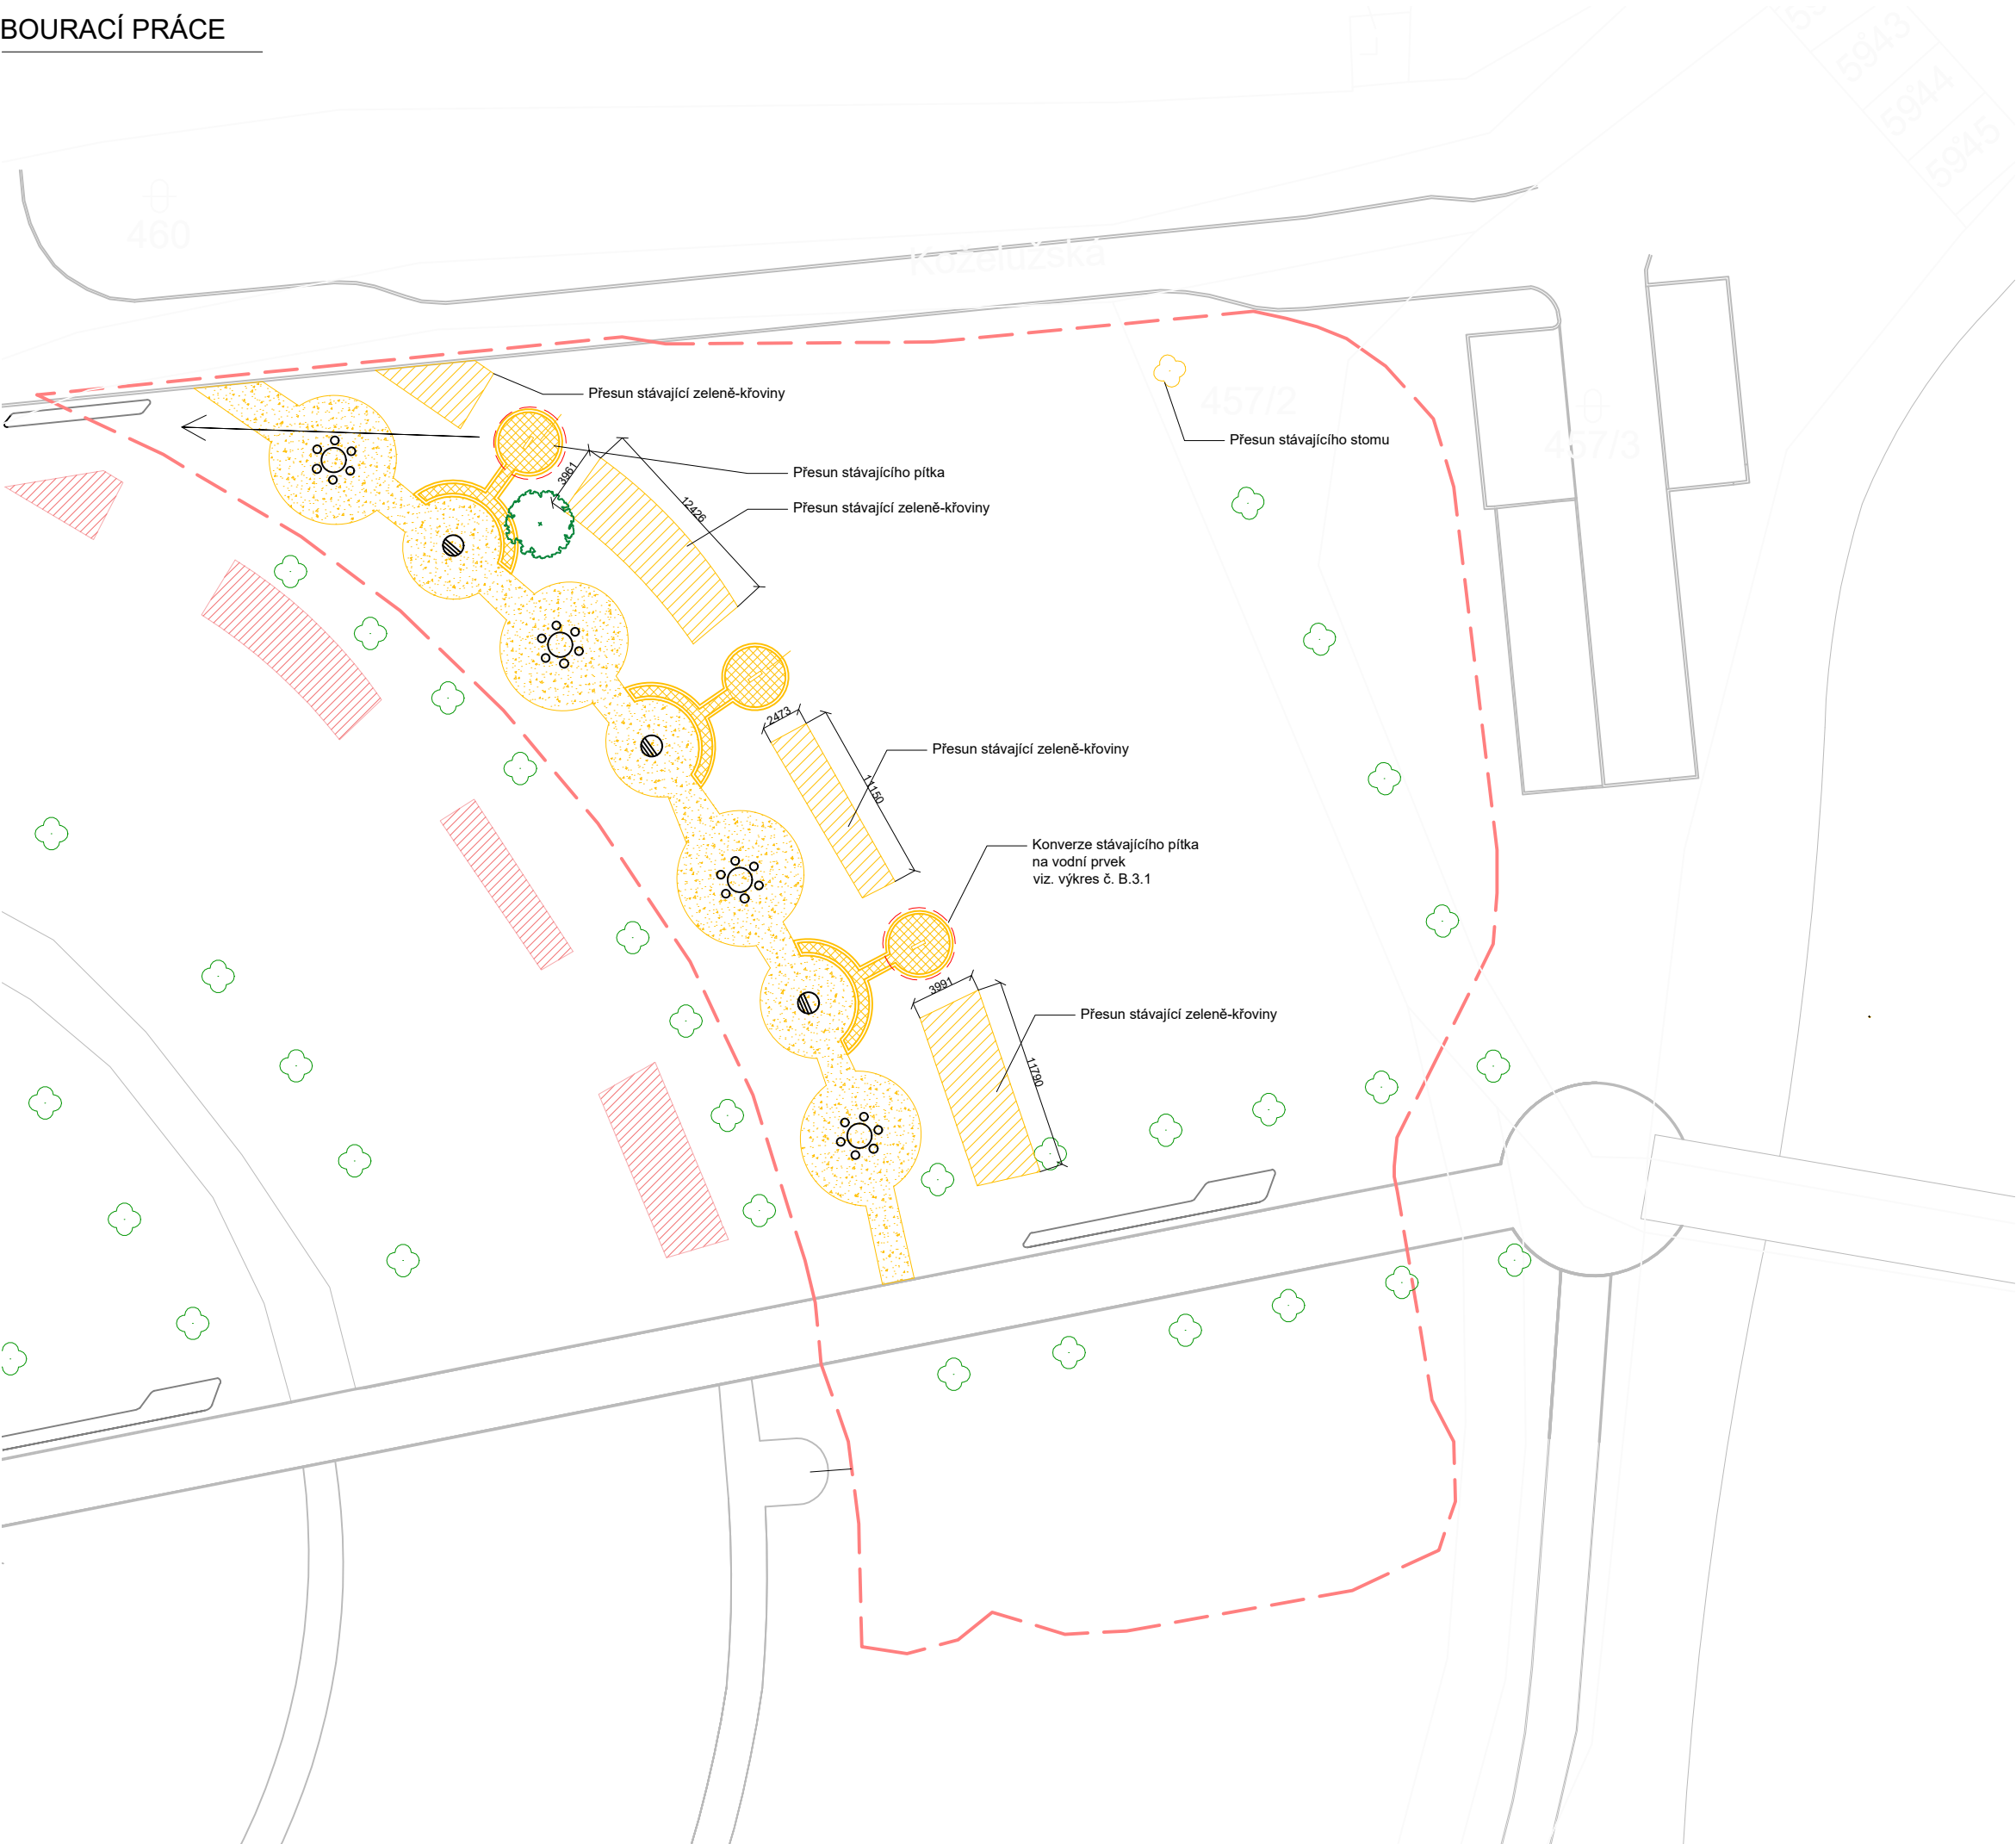 BOURACÍ PRÁCE
5943
5944
5945
460
Koželužská
457/2
457/3
Přesun stávající zeleně-křoviny
Přesun stávajícího stomu
Přesun stávajícího pítka
3961
12426
Přesun stávající zeleně-křoviny
2473
Přesun stávající zeleně-křoviny
11150
Konverze stávajícího pítka
na vodní prvek
viz. výkres č. B.3.1
3991
Přesun stávající zeleně-křoviny
11790